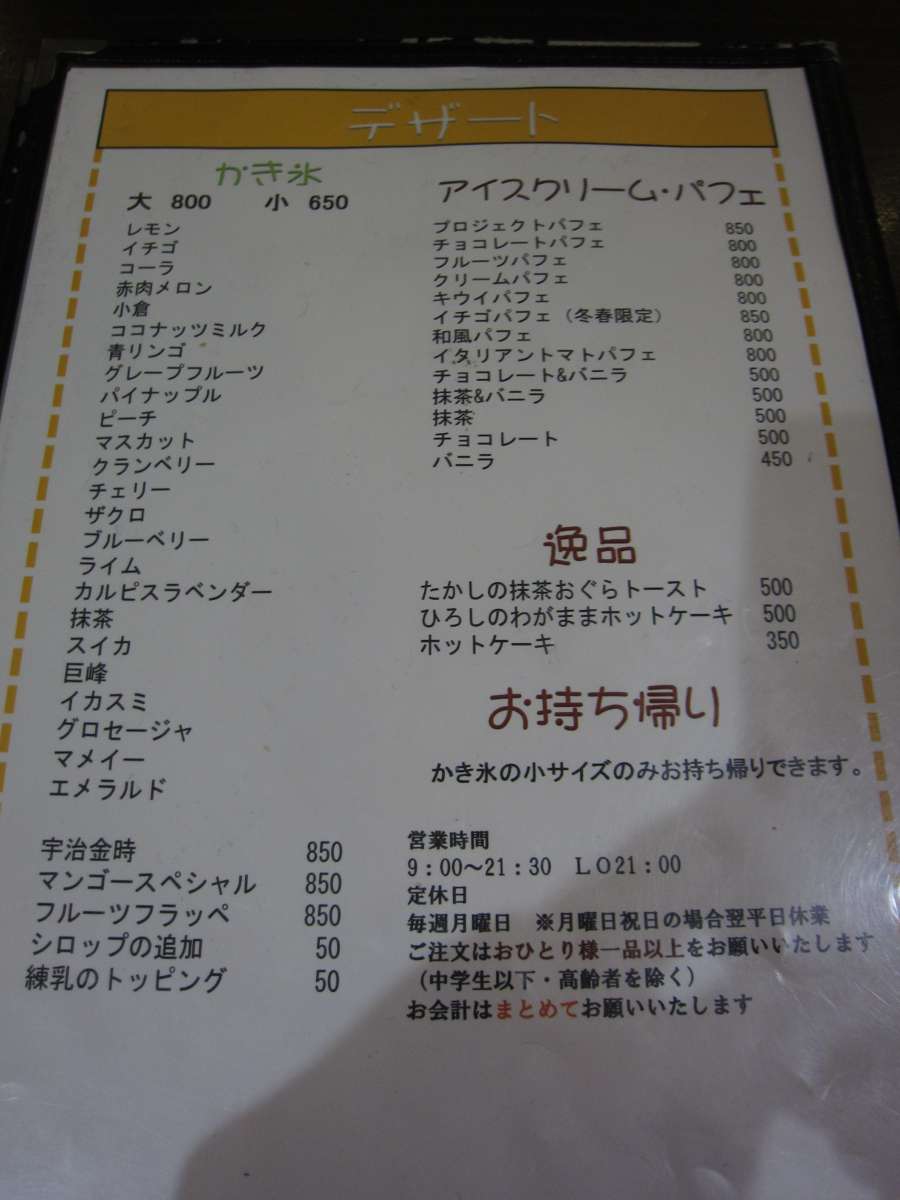 デザート
かき氷
大 800 小 650
レモン
イチゴ
コーラ
赤肉メロン
小倉
ココナッツミルク
青リンゴ
グレープフルーツ
パイナップル
ピーチ
マスカット
クランベリー
チェリー
ザクロ
ブルーベリー
ライム
カルピスラベンダー
抹茶
スイカ
巨峰
イカスミ
グロセージャ
マメイー
エメラルド
宇治金時 850
マンゴースペシャル 850
フルーツフラッペ 850
シロップの追加 50
練乳のトッピング 50
アイスクリーム・パフェ
プロジェクトパフェ 850
チョコレートパフェ 800
フルーツパフェ 800
クリームパフェ 800
キウイパフェ 800
イチゴパフェ（冬春限定） 850
和風パフェ 800
イタリアントマトパフェ 800
チョコレート&バニラ 500
抹茶&バニラ 500
抹茶 500
チョコレート 500
バニラ 450
逸品
たかしの抹茶おぐらトースト 500
ひろしのわがままホットケーキ 500
ホットケーキ 350
お持ち帰り
かき氷の小サイズのみお持ち帰りできます。
営業時間
9：00～21：30 ＬＯ21：00
定休日
毎週月曜日 ※月曜日祝日の場合翌平日休業
ご注文はおひとり様一品以上をお願いいたします
（中学生以下・高齢者を除く）
お会計はまとめてお願いいたします